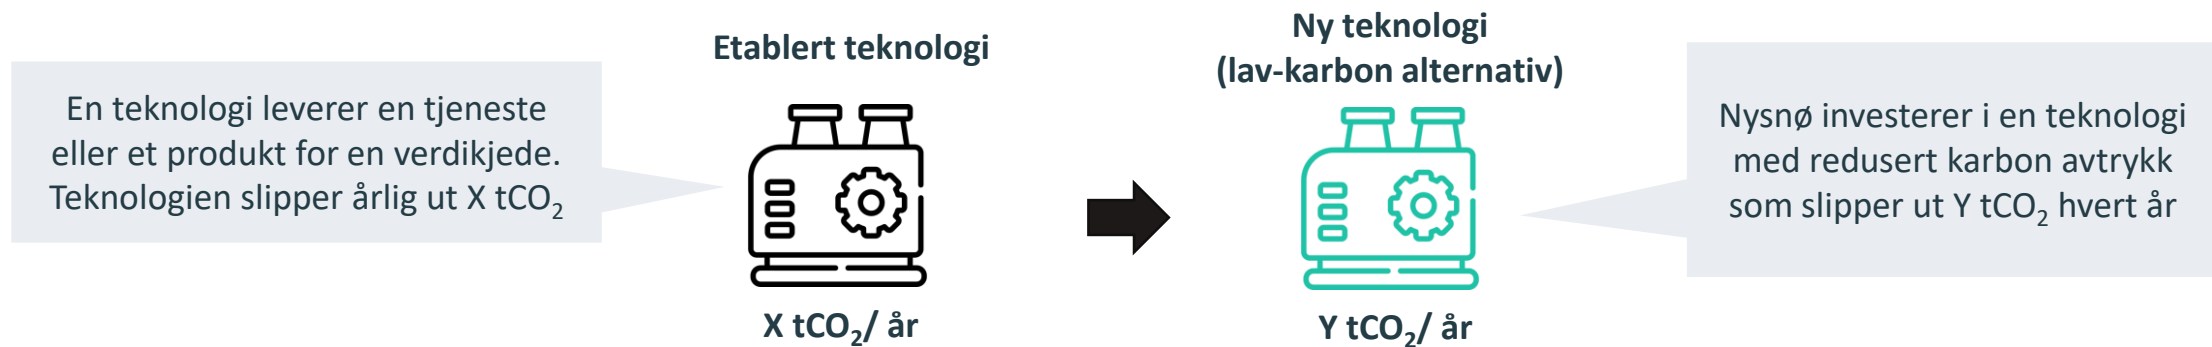 En teknologi leverer en tjeneste
eller et produkt for en verdikjede.
Teknologien slipper årlig ut X tCO₂
Etablert teknologi
X tCO₂/ år
Ny teknologi
(lav-karbon alternativ)
Y tCO₂/ år
Nysnø investerer i en teknologi
med redusert karbon avtrykk
som slipper ut Y tCO₂ hvert år